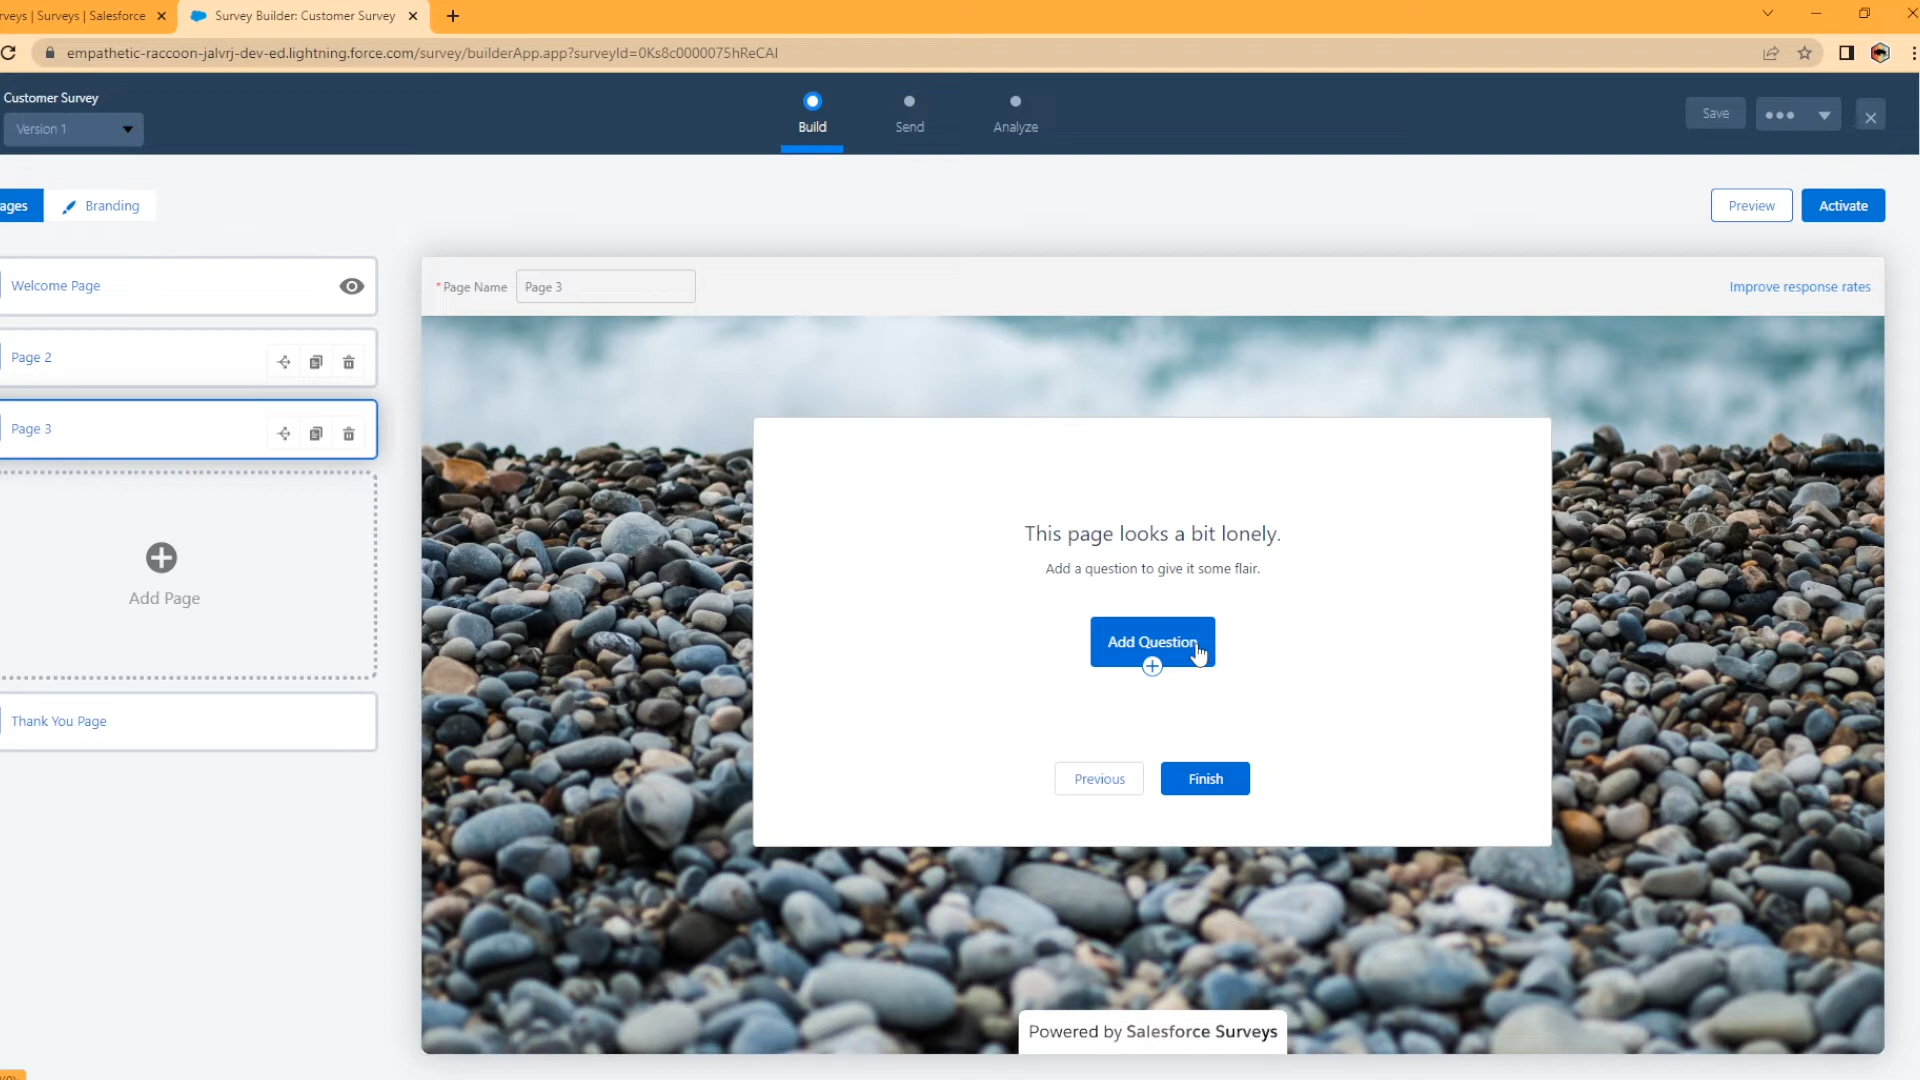 rveys | Surveys | Salesforce
Survey Builder: Customer Survey
empathetic-raccoon-jalvrj-dev-ed.lightning.force.com/survey/builderApp.app?surveyId=0Ks8c0000075hReCAI
Customer Survey
Version 1
Build
Send
Analyze
Save
ages
Branding
Preview
Activate
Welcome Page
* Page Name
Page 3
Improve response rates
Page 2
Page 3
This page looks a bit lonely.
Add a question to give it some flair.
Add Question
Add Page
Thank You Page
Previous
Finish
Powered by Salesforce Surveys